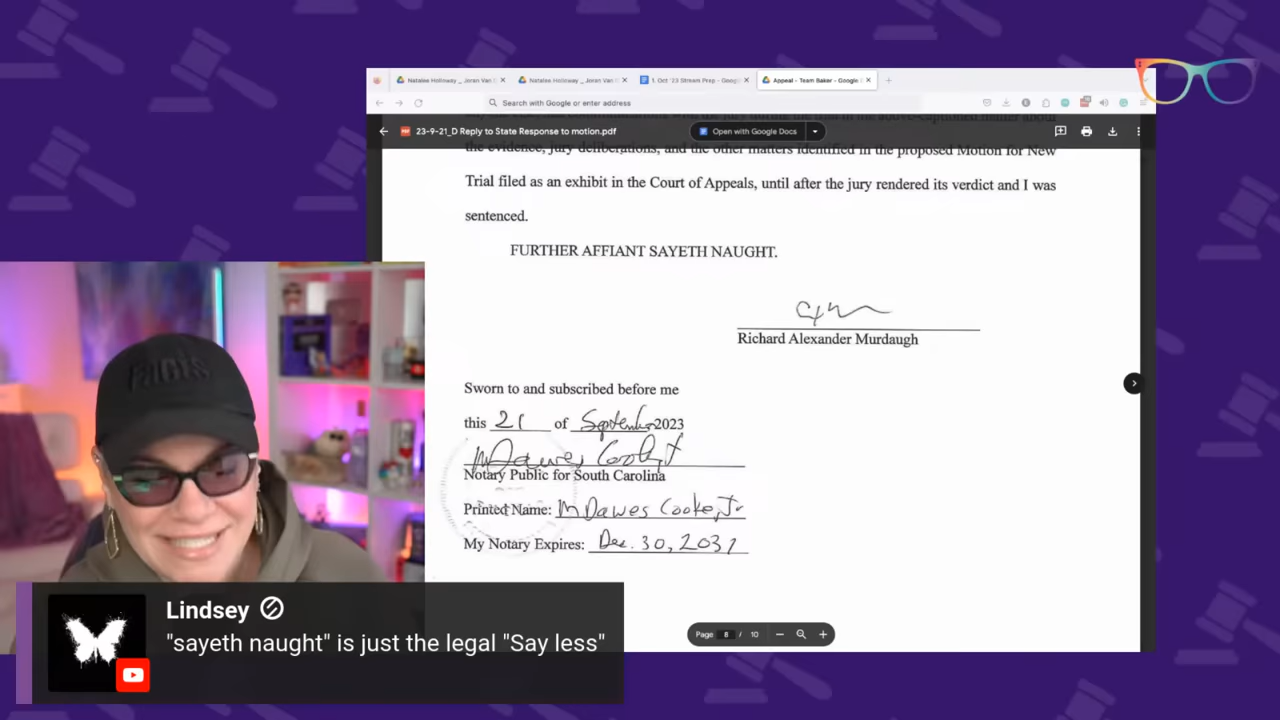 Natalee Holloway _ Joran Van
Natalee Holloway _ Joran Van
1. Oct '23 Stream Prep - Goog
Appeal - Team Baker - Google
Search with Google or enter address
23-9-21_D Reply to State Response to motion.pdf
Open with Google Docs
the evidence, jury deliberations, and the other matters identified in the proposed Motion for New
Trial filed as an exhibit in the Court of Appeals, until after the jury rendered its verdict and I was
sentenced.
FURTHER AFFIANT SAYETH NAUGHT.
Richard Alexander Murdaugh
Sworn to and subscribed before me
this 21 of September 2023
M Dawes Cooke Jr
Notary Public for South Carolina
Printed Name: M Dawes Cooke, Jr
My Notary Expires: Dec. 30, 2031
Page 8 / 10
FACTS
Lindsey
"sayeth naught" is just the legal "Say less"